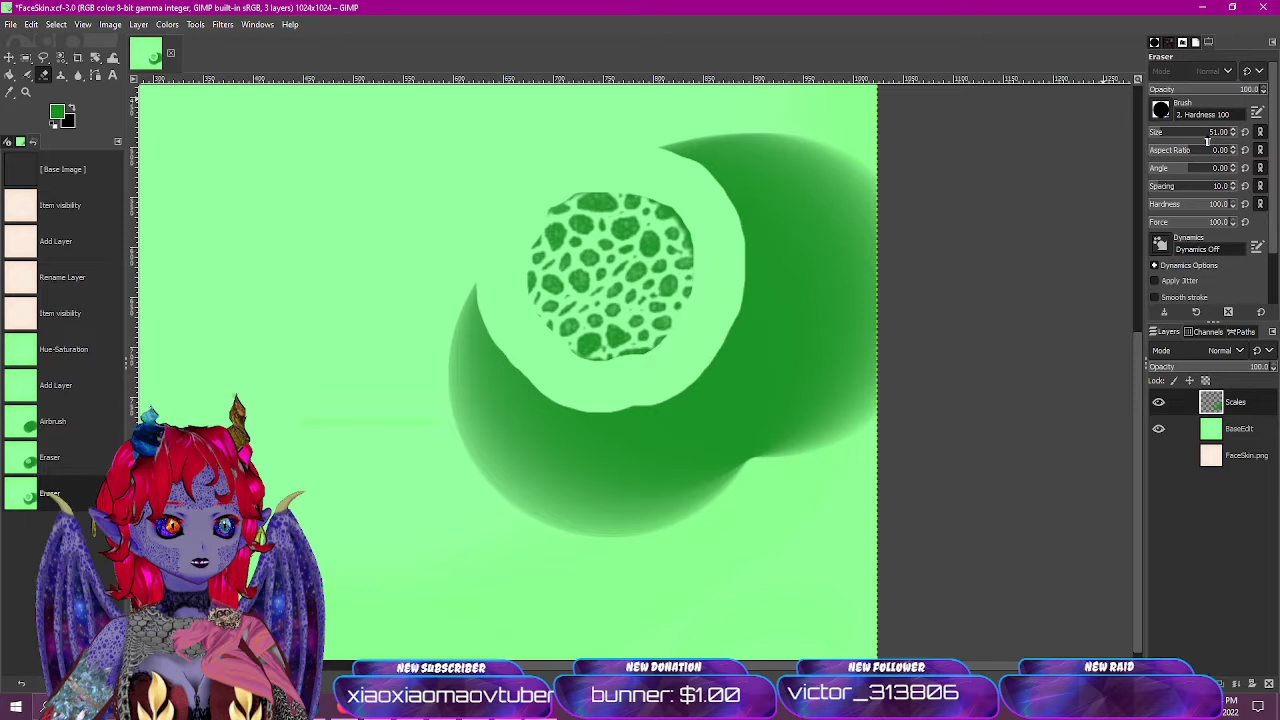 *FaceSkin.xcf-3.0 (RGB color 8-bit gamma integer, GIMP built-in sRGB, 3 layers) 1024x1024 – GIMP
File Edit Select View Image Layer Colors Tools Filters Windows Help
Eraser
Mode Normal
Opacity 100.0
Brush
2. Hardness 100
Size 51.00
Aspect Ratio 0.00
Angle 0.00
Spacing 10.00
Hardness 100.0
Force 100.0
Dynamics
Dynamics Off
Dynamics Options
Apply Jitter
Smooth stroke
Layers Channels Paths
Mode Normal
Opacity 100.0
Lock:
Scales
BaseEdit
FaceSkin.png
[Base Image]
Item visibility
Add Layer
Rename Layer
Item visibility
Hue-Saturation
Add Layer
Airbrush
Eraser
Eraser
NEW SUBSCRIBER
xiaoxiaomaovtuber
NEW DONATION
bunner: $1.00
NEW FOLLOWER
victor_313806
NEW RAID
PM